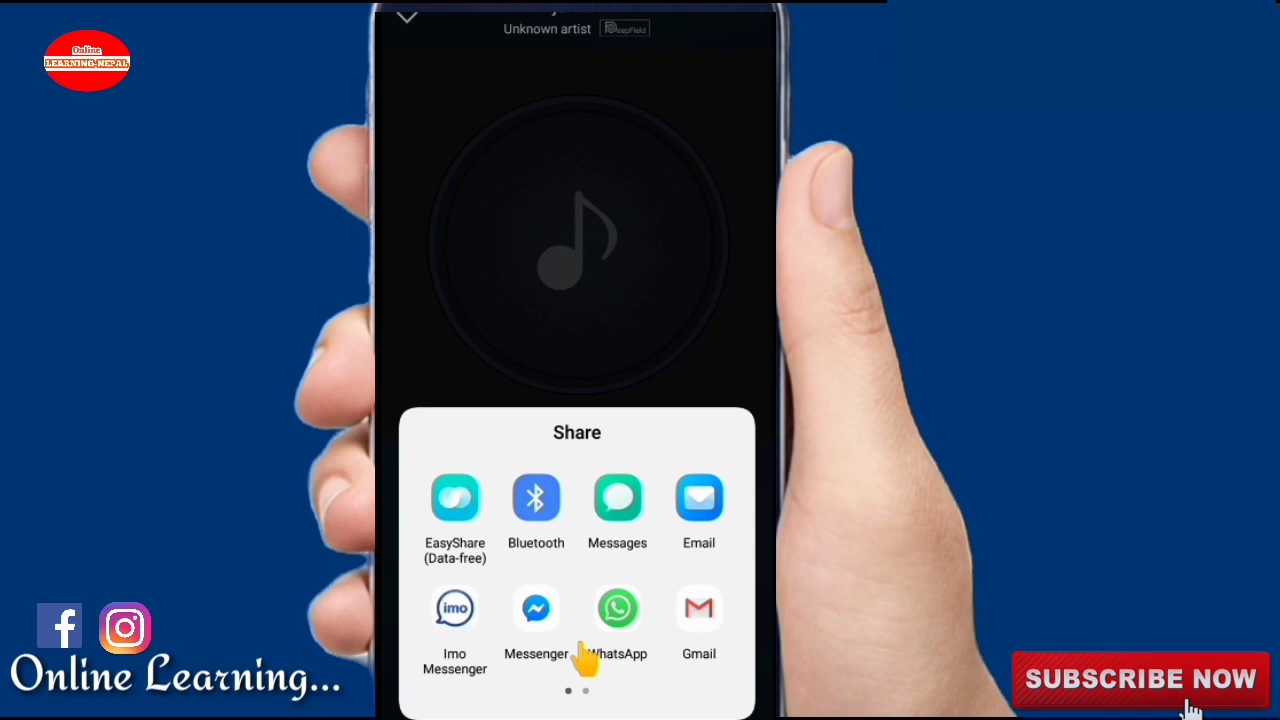 Unknown artist DeepField
Online
LEARNING-NEPAL
Share
EasyShare
(Data-free)
Bluetooth
Messages
Email
imo
Imo
Messenger
Messenger
WhatsApp
Gmail
f
Online Learning...
SUBSCRIBE NOW